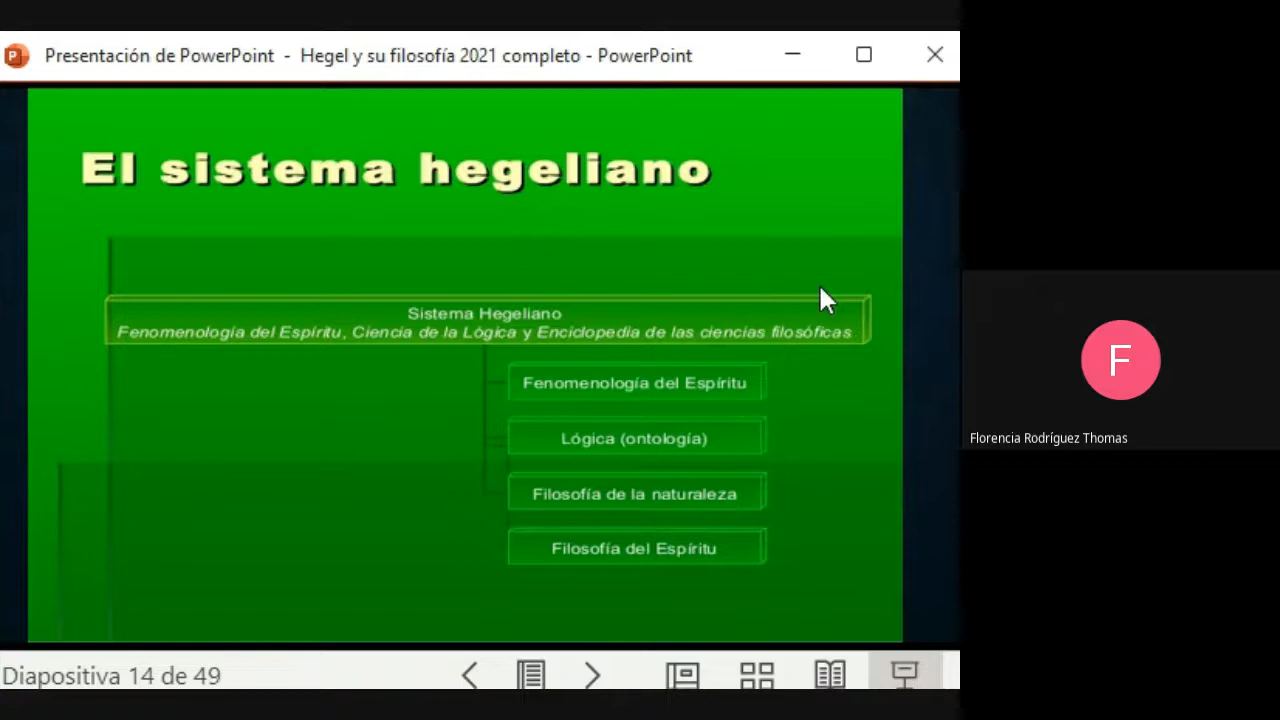 Presentación de PowerPoint - Hegel y su filosofía 2021 completo - PowerPoint
El sistema hegeliano
Sistema Hegeliano
Fenomenología del Espíritu, Ciencia de la Lógica y Enciclopedia de las ciencias filosóficas
Fenomenología del Espíritu
Lógica (ontología)
Filosofía de la naturaleza
Filosofía del Espíritu
F
Florencia Rodríguez Thomas
Diapositiva 14 de 49